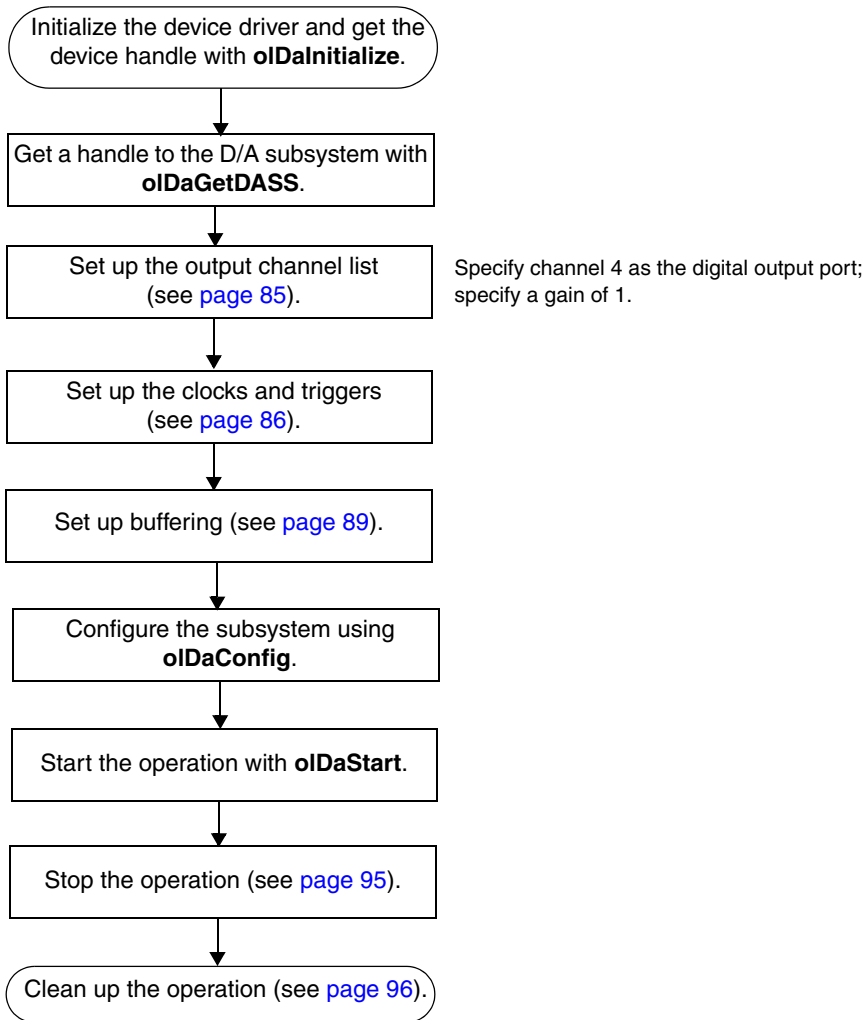 Initialize the device driver and get the
device handle with olDaInitialize.
Get a handle to the D/A subsystem with
olDaGetDASS.
Set up the output channel list
(see page 85).
Specify channel 4 as the digital output port;
specify a gain of 1.
Set up the clocks and triggers
(see page 86).
Set up buffering (see page 89).
Configure the subsystem using
olDaConfig.
Start the operation with olDaStart.
Stop the operation (see page 95).
Clean up the operation (see page 96).